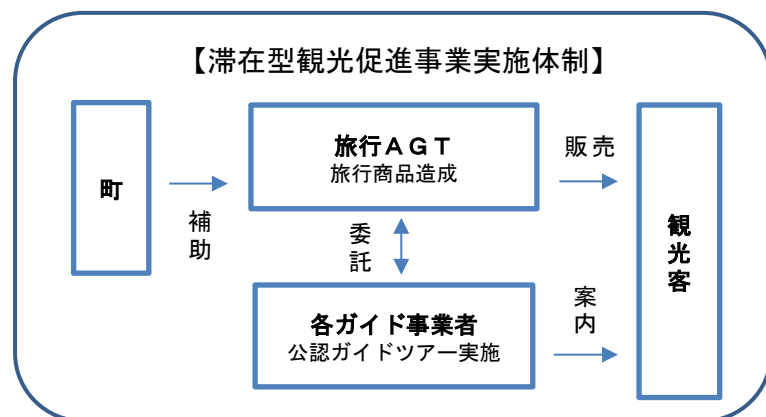 【滞在型観光促進事業実施体制】
町
補助
旅行ＡＧＴ
旅行商品造成
販売
委託
各ガイド事業者
公認ガイドツアー実施
案内
観光客